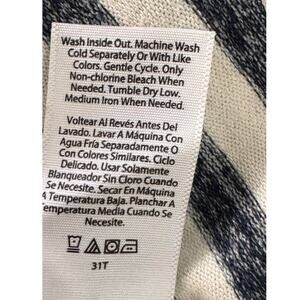 Wash Inside Out. Machine Wash
Cold Separately Or With Like
Colors. Gentle Cycle. Only
Non-chlorine Bleach When
Needed. Tumble Dry Low.
Medium Iron When Needed.
Voltear Al Revés Antes Del
Lavado. Lavar A Máquina Con
Agua Fría Separadamente O
Con Colores Similares. Ciclo
Delicado. Usar Solamente
Blanqueador Sin Cloro Cuando
Se Necesite. Secar En Máquina
A Temperatura Baja. Planchar A
Temperatura Media Cuando Se
Necesite.
31T